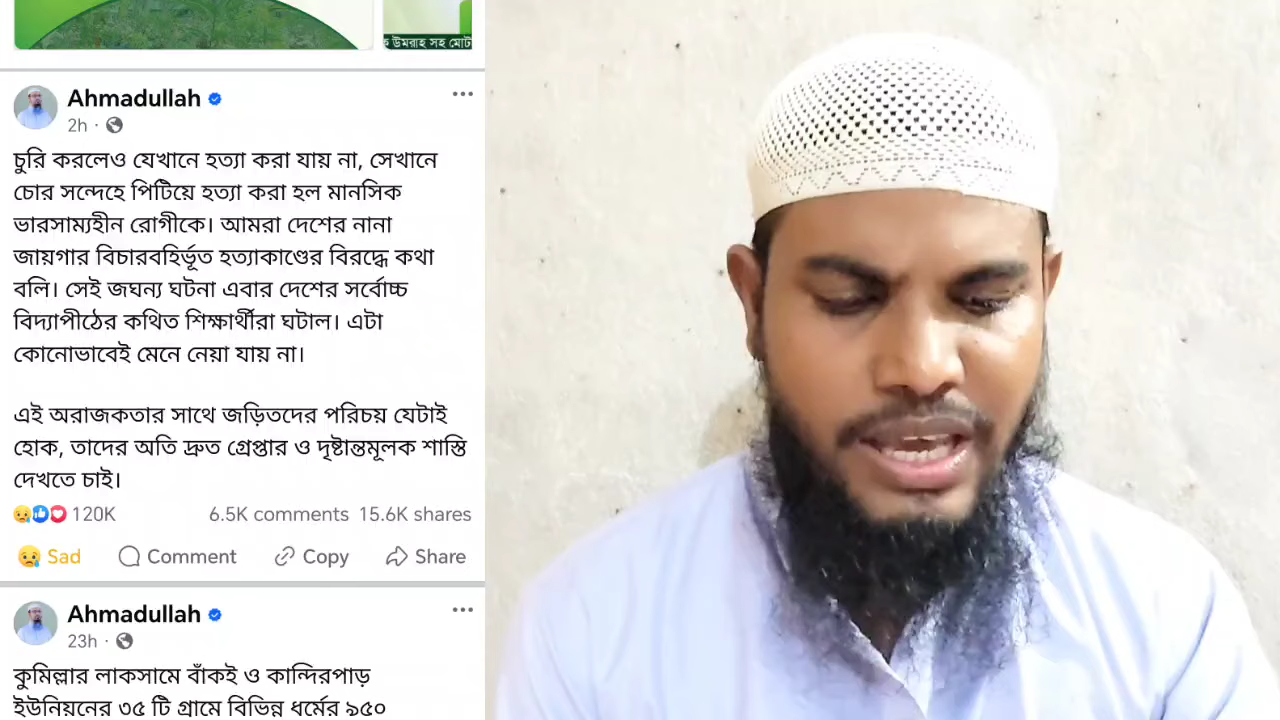 উমরাহ সহ মোট
Ahmadullah
2h
চুরি করলেও যেখানে হত্যা করা যায় না, সেখানে
চোর সন্দেহে পিটিয়ে হত্যা করা হল মানসিক
ভারসাম্যহীন রোগীকে। আমরা দেশের নানা
জায়গার বিচারবহির্ভূত হত্যাকাণ্ডের বিরদ্ধে কথা
বলি। সেই জঘন্য ঘটনা এবার দেশের সর্বোচ্চ
বিদ্যাপীঠের কথিত শিক্ষার্থীরা ঘটাল। এটা
কোনোভাবেই মেনে নেয়া যায় না।
এই অরাজকতার সাথে জড়িতদের পরিচয় যেটাই
হোক, তাদের অতি দ্রুত গ্রেপ্তার ও দৃষ্টান্তমূলক শাস্তি
দেখতে চাই।
120K 6.5K comments 15.6K shares
Sad Comment Copy Share
Ahmadullah
23h
কুমিল্লার লাকসামে বাঁকই ও কান্দিরপাড়
ইউনিয়নের ৩৫ টি গ্রামে বিভিন্ন ধর্মের ৯৫০